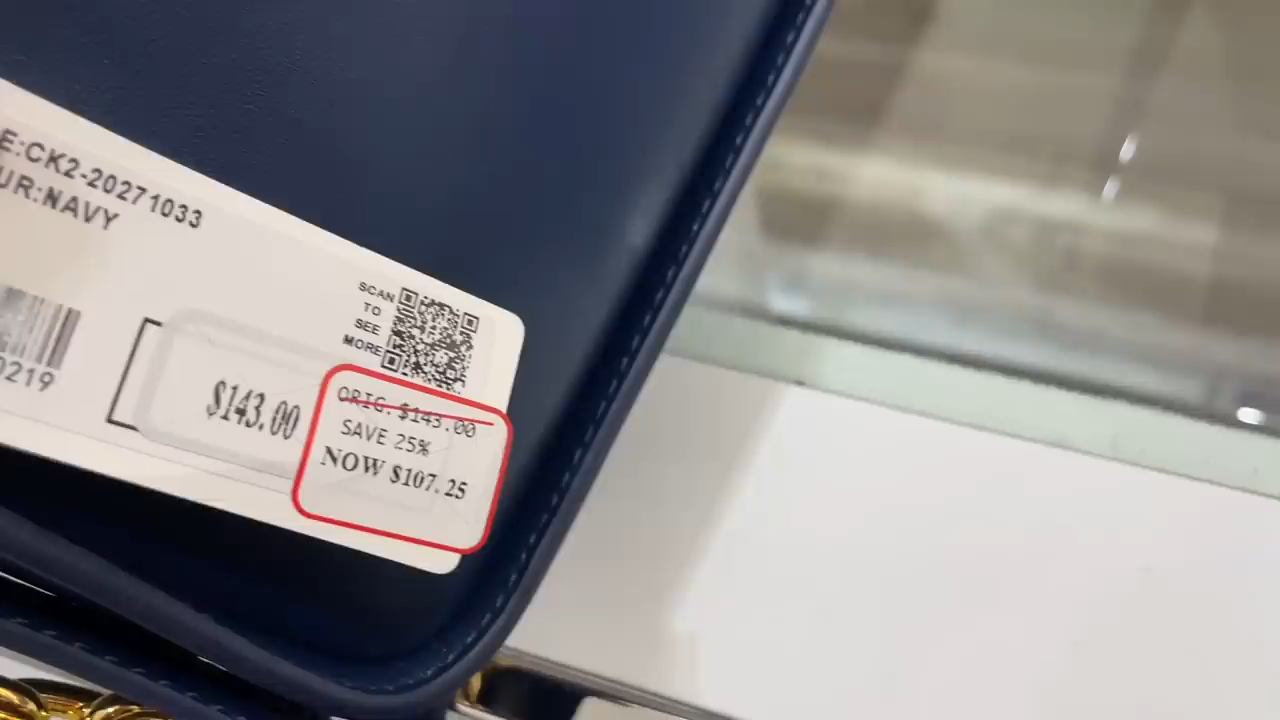 E:CK2-20271033
UR:NAVY
0219
SCAN
TO
SEE
MORE
$143.00
ORIG. $143.00
SAVE 25%
NOW $107.25